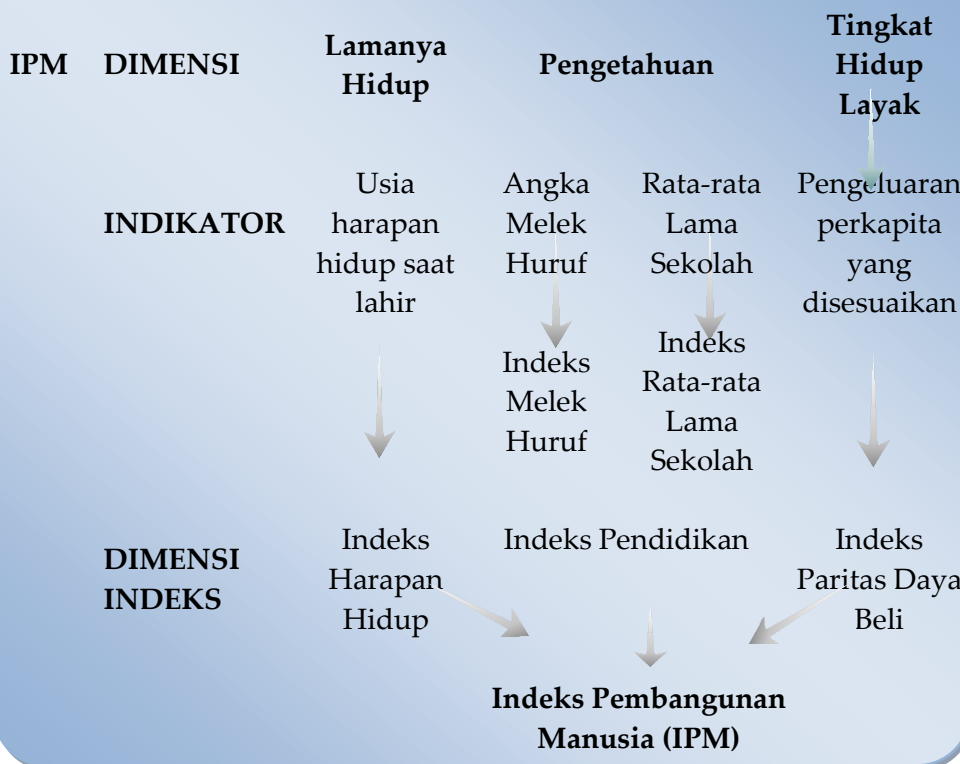 IPM
DIMENSI
Lamanya
Hidup
Pengetahuan
Tingkat
Hidup
Layak
INDIKATOR
Usia
harapan
hidup saat
lahir
Angka
Melek
Huruf
Rata-rata
Lama
Sekolah
Pengeluaran
perkapita
yang
disesuaikan
Indeks
Melek
Huruf
Indeks
Rata-rata
Lama
Sekolah
DIMENSI
INDEKS
Indeks
Harapan
Hidup
Indeks Pendidikan
Indeks
Paritas Daya
Beli
Indeks Pembangunan
Manusia (IPM)